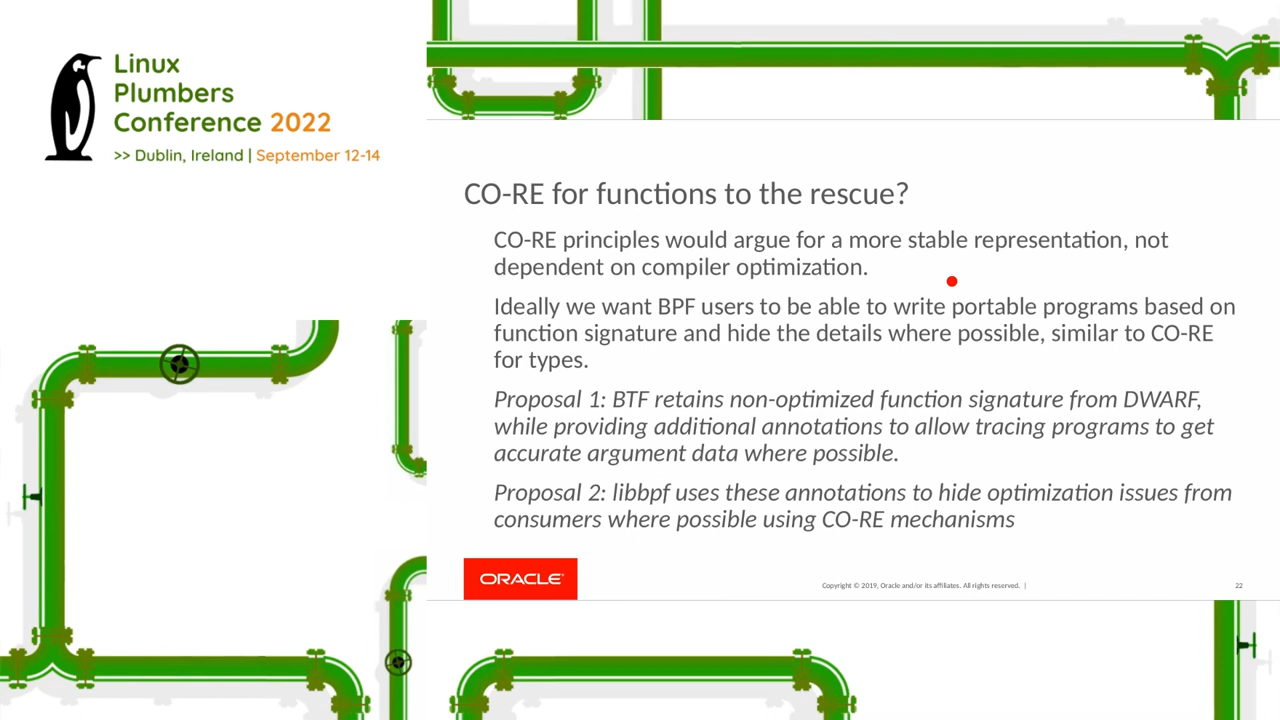 Linux
Plumbers
Conference 2022
>> Dublin, Ireland | September 12-14
CO-RE for functions to the rescue?
CO-RE principles would argue for a more stable representation, not
dependent on compiler optimization.
Ideally we want BPF users to be able to write portable programs based on
function signature and hide the details where possible, similar to CO-RE
for types.
Proposal 1: BTF retains non-optimized function signature from DWARF,
while providing additional annotations to allow tracing programs to get
accurate argument data where possible.
Proposal 2: libbpf uses these annotations to hide optimization issues from
consumers where possible using CO-RE mechanisms
ORACLE®
Copyright © 2019, Oracle and/or its affiliates. All rights reserved. |
22